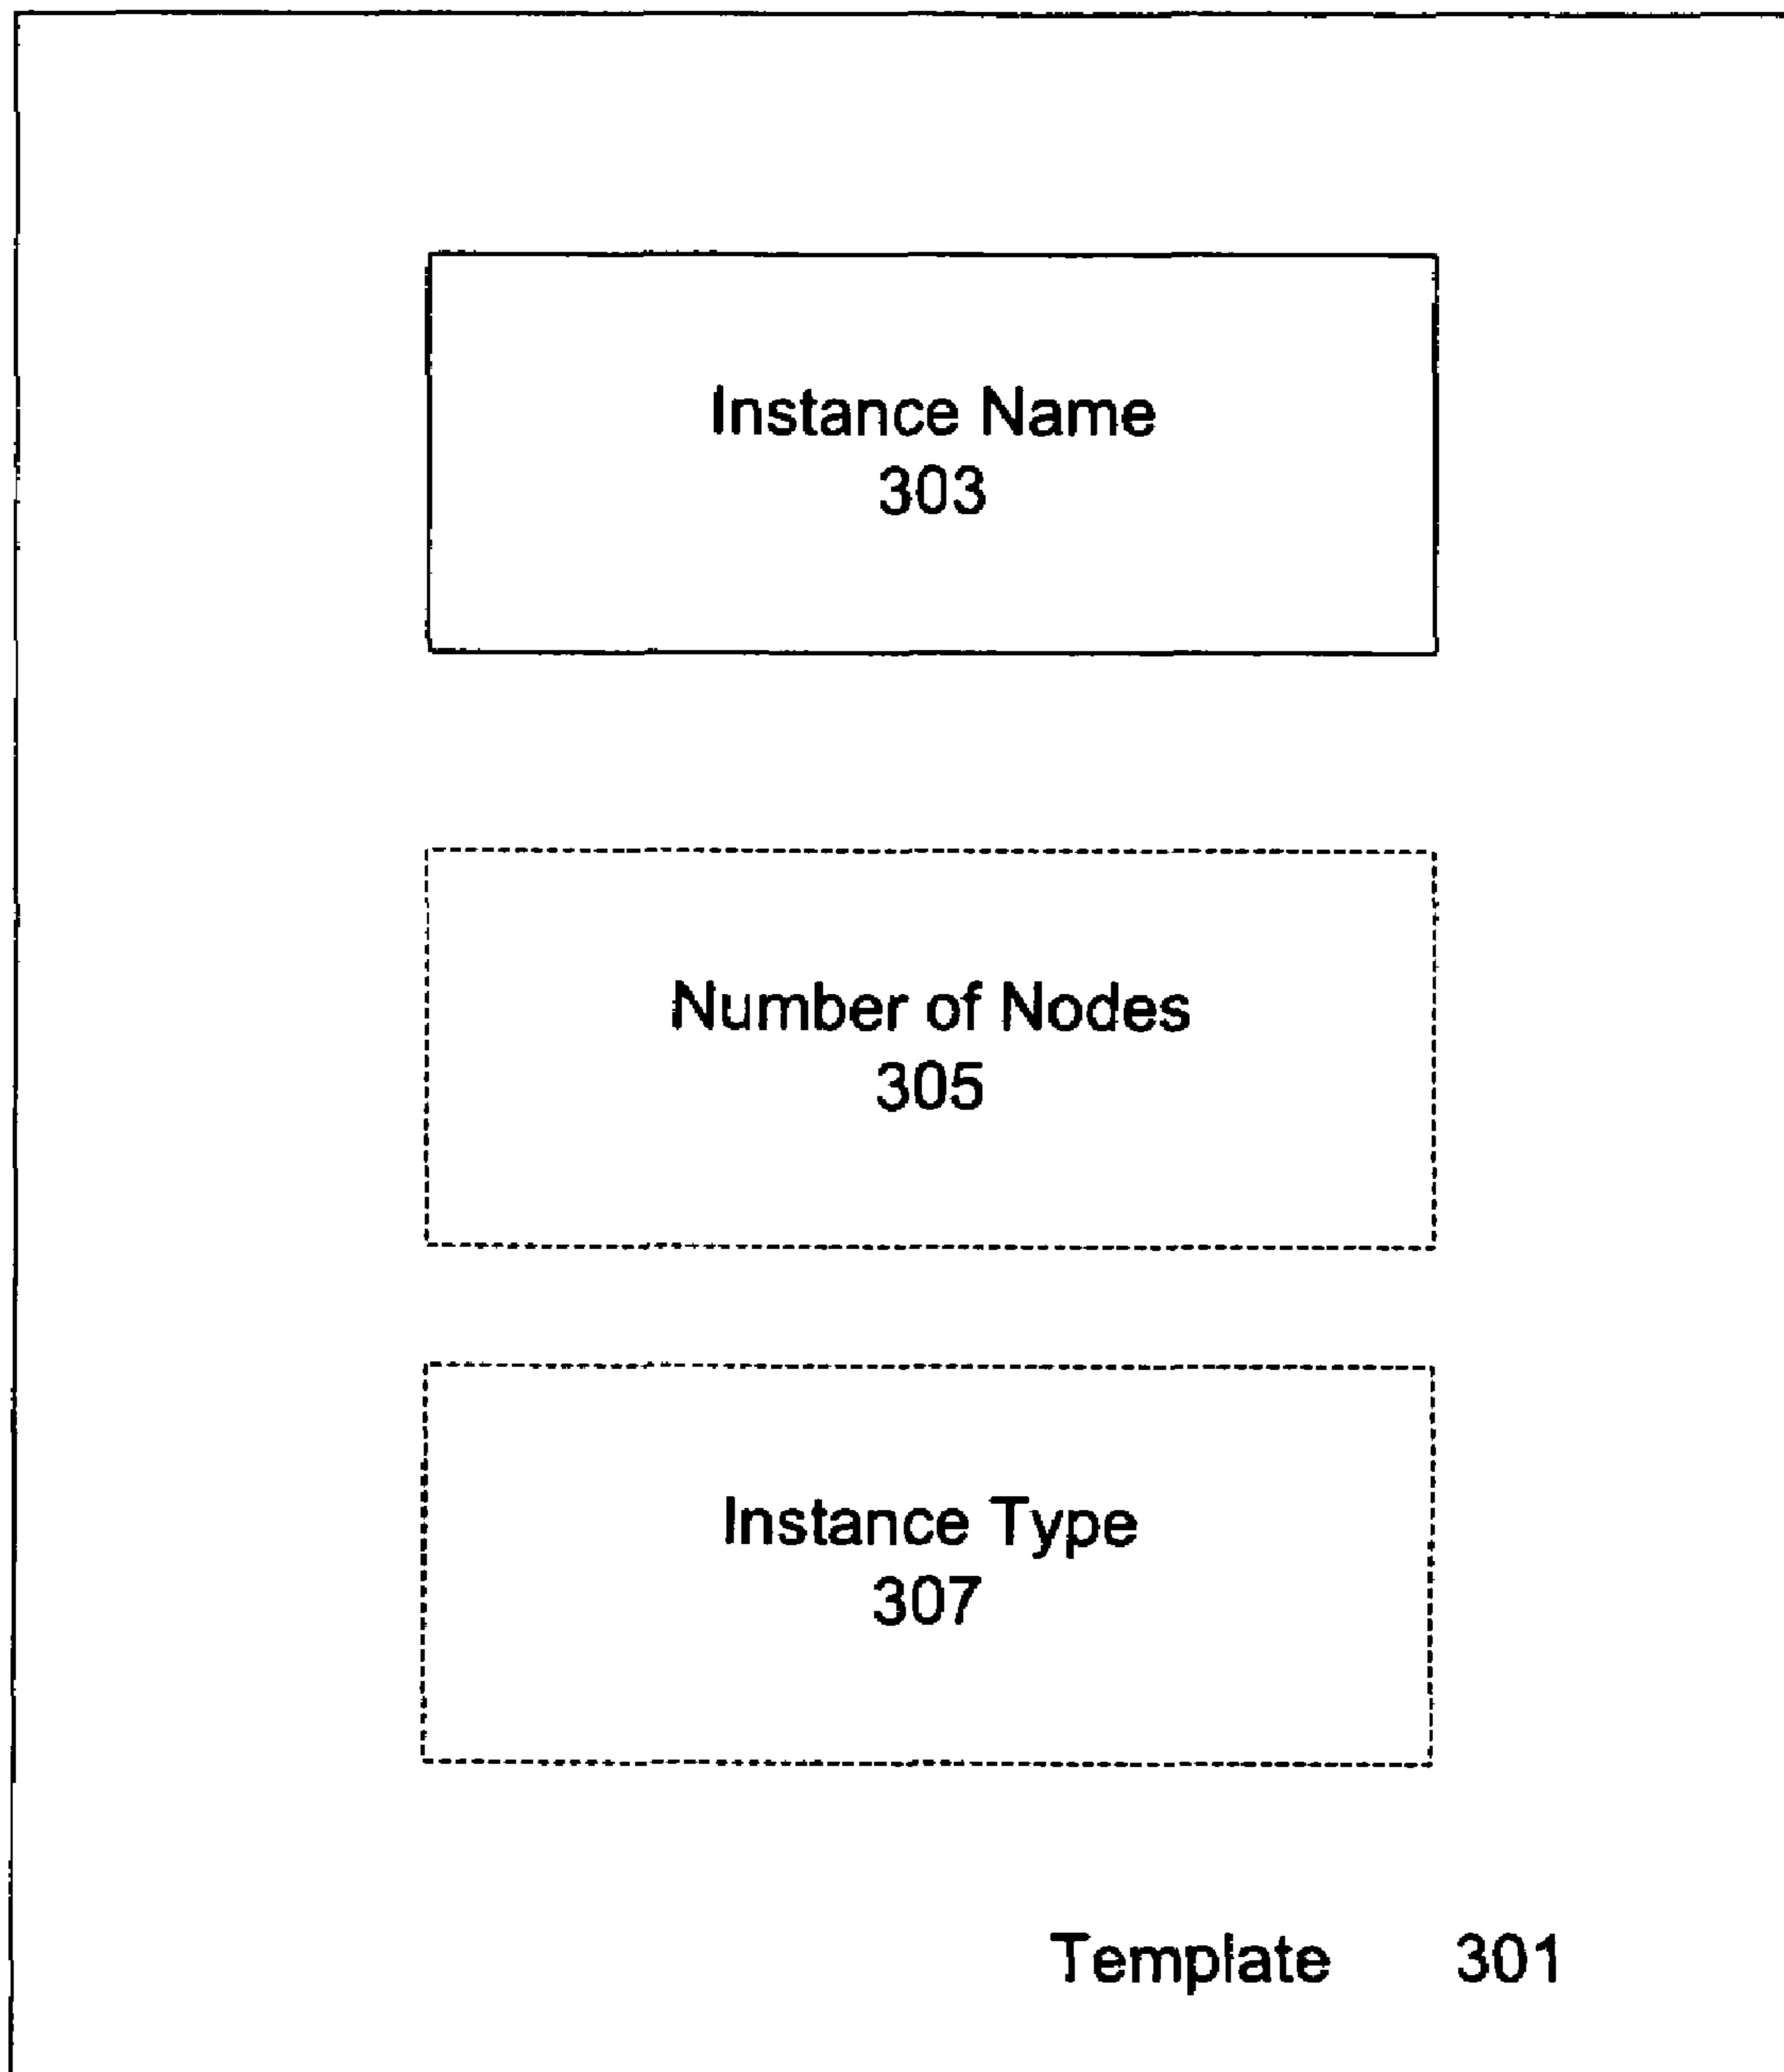 Instance Name
303
Number of Nodes
305
Instance Type
307
Template 301